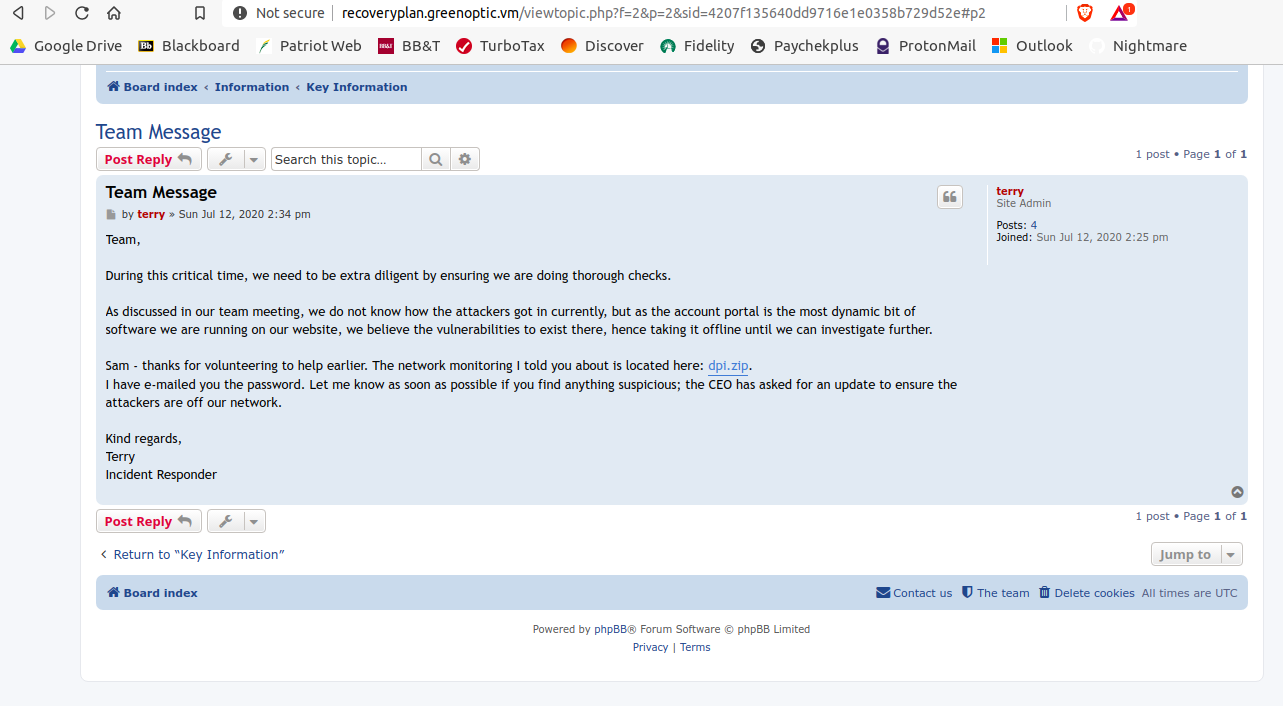 Not secure | recoveryplan.greenoptic.vm/viewtopic.php?f=2&p=2&sid=4207f135640dd9716e1e0358b729d52e#p2
1
Google Drive Bb Blackboard Patriot Web BB&T BB&T TurboTax Discover Fidelity Paychekplus ProtonMail Outlook Nightmare
Board index ‹ Information ‹ Key Information
Team Message
Post Reply Search this topic… 1 post • Page 1 of 1
Team Message
by terry » Sun Jul 12, 2020 2:34 pm
terry
Site Admin
Posts: 4
Joined: Sun Jul 12, 2020 2:25 pm
Team,
During this critical time, we need to be extra diligent by ensuring we are doing thorough checks.
As discussed in our team meeting, we do not know how the attackers got in currently, but as the account portal is the most dynamic bit of
software we are running on our website, we believe the vulnerabilities to exist there, hence taking it offline until we can investigate further.
Sam - thanks for volunteering to help earlier. The network monitoring I told you about is located here: dpi.zip.
I have e-mailed you the password. Let me know as soon as possible if you find anything suspicious; the CEO has asked for an update to ensure the
attackers are off our network.
Kind regards,
Terry
Incident Responder
Post Reply 1 post • Page 1 of 1
Return to “Key Information” Jump to
Board index Contact us The team Delete cookies All times are UTC
Powered by phpBB® Forum Software © phpBB Limited
Privacy | Terms